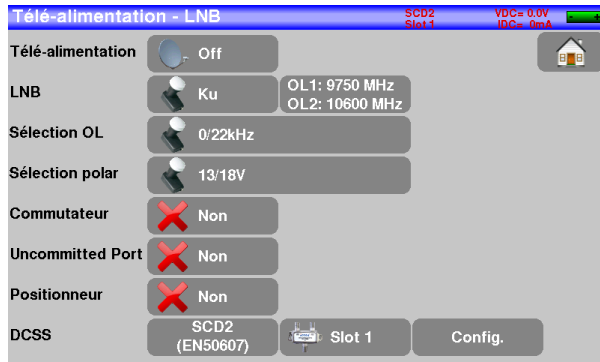 Télé-alimentation - LNB
SCD2
Slot 1
VDC= 0.0V
IDC= 0mA
Télé-alimentation Off
LNB Ku
OL1: 9750 MHz
OL2: 10600 MHz
Sélection OL 0/22kHz
Sélection polar 13/18V
Commutateur Non
Uncommitted Port Non
Positionneur Non
DCSS
SCD2
(EN50607)
Slot 1
Config.